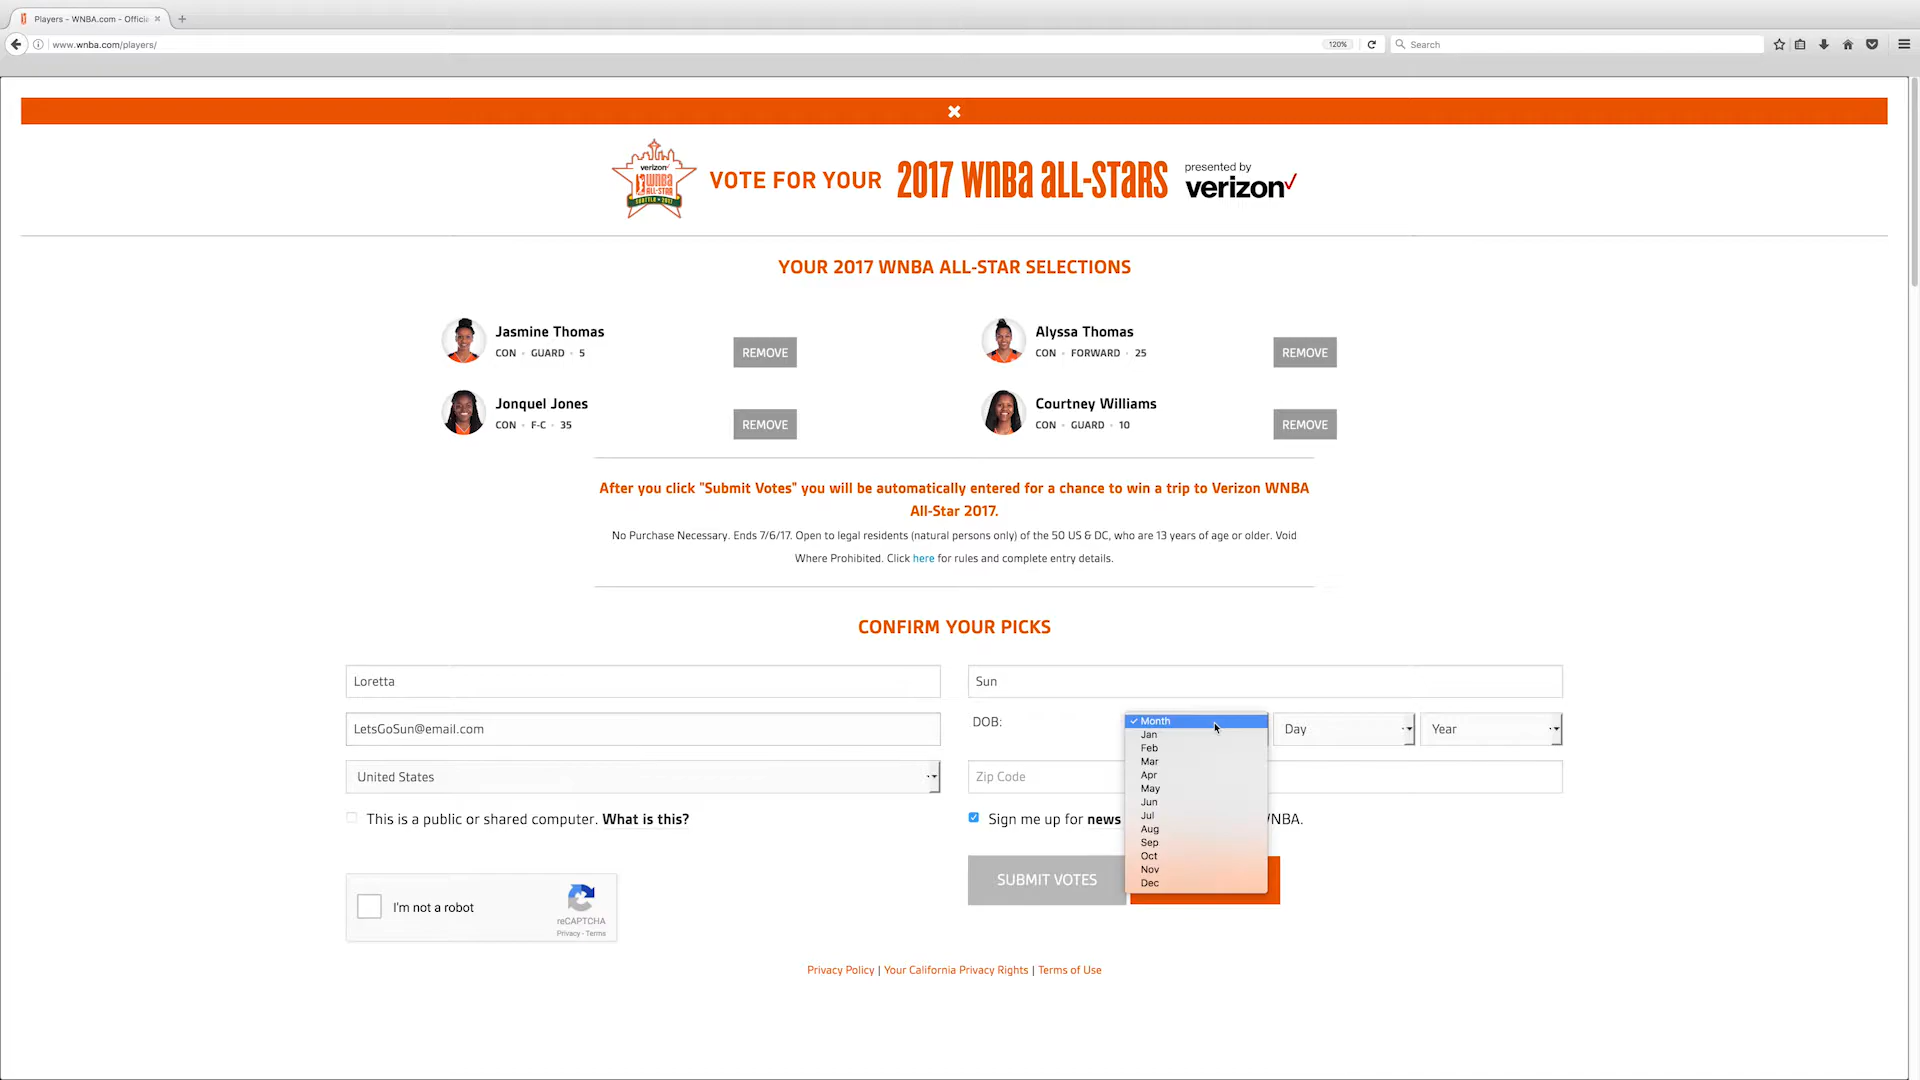 Players - WNBA.com - Officia
www.wnba.com/players/
120%
Search
verizon
WNBA
ALL-STAR
SEATTLE • 2017
VOTE FOR YOUR 2017 WNBA ALL-STARS
presented by
verizon
YOUR 2017 WNBA ALL-STAR SELECTIONS
Jasmine Thomas
CON • GUARD • 5
REMOVE
Alyssa Thomas
CON • FORWARD • 25
REMOVE
Jonquel Jones
CON • F-C • 35
REMOVE
Courtney Williams
CON • GUARD • 10
REMOVE
After you click "Submit Votes" you will be automatically entered for a chance to win a trip to Verizon WNBA
All-Star 2017.
No Purchase Necessary. Ends 7/6/17. Open to legal residents (natural persons only) of the 50 US & DC, who are 13 years of age or older. Void
Where Prohibited. Click here for rules and complete entry details.
CONFIRM YOUR PICKS
Loretta
Sun
LetsGoSun@email.com
DOB:
Month
Jan
Feb
Mar
Apr
May
Jun
Jul
Aug
Sep
Oct
Nov
Dec
Day
Year
United States
Zip Code
This is a public or shared computer. What is this?
Sign me up for news
WNBA.
SUBMIT VOTES
I'm not a robot
reCAPTCHA
Privacy - Terms
Privacy Policy | Your California Privacy Rights | Terms of Use